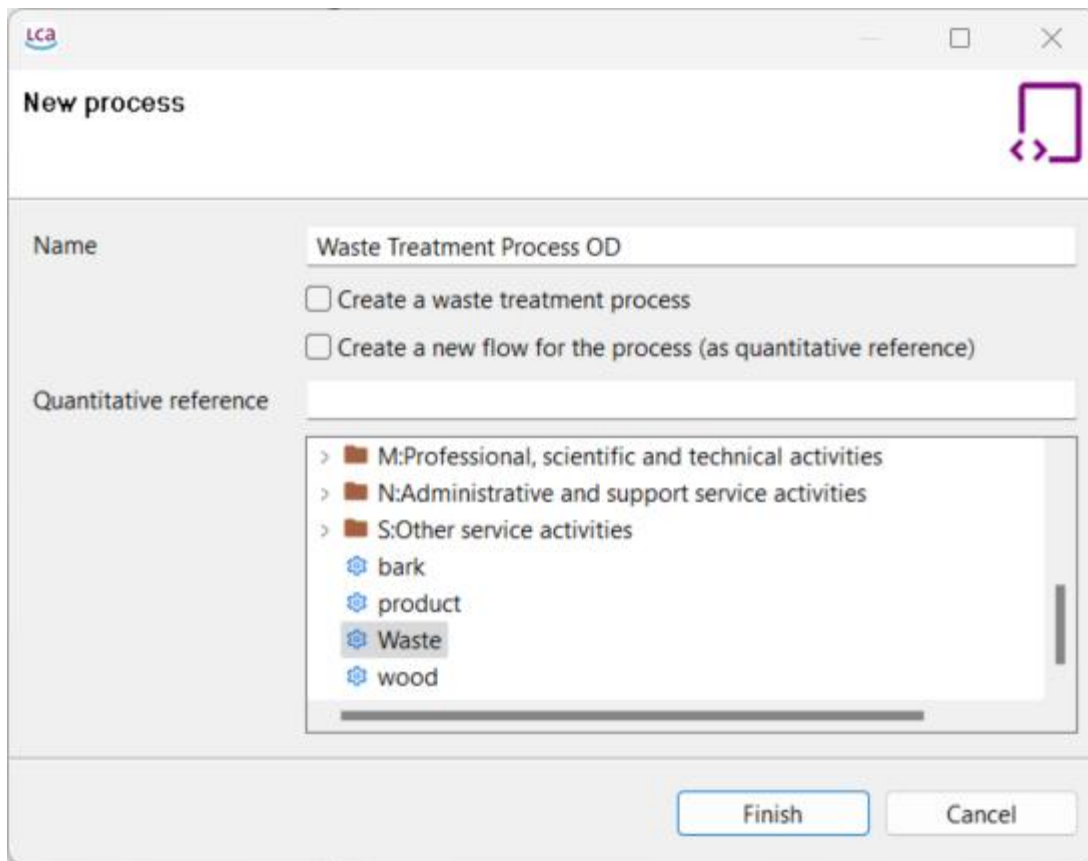 LCA
New process
Name
Waste Treatment Process OD
Create a waste treatment process
Create a new flow for the process (as quantitative reference)
Quantitative reference
M:Professional, scientific and technical activities
N:Administrative and support service activities
S:Other service activities
bark
product
Waste
wood
Finish
Cancel